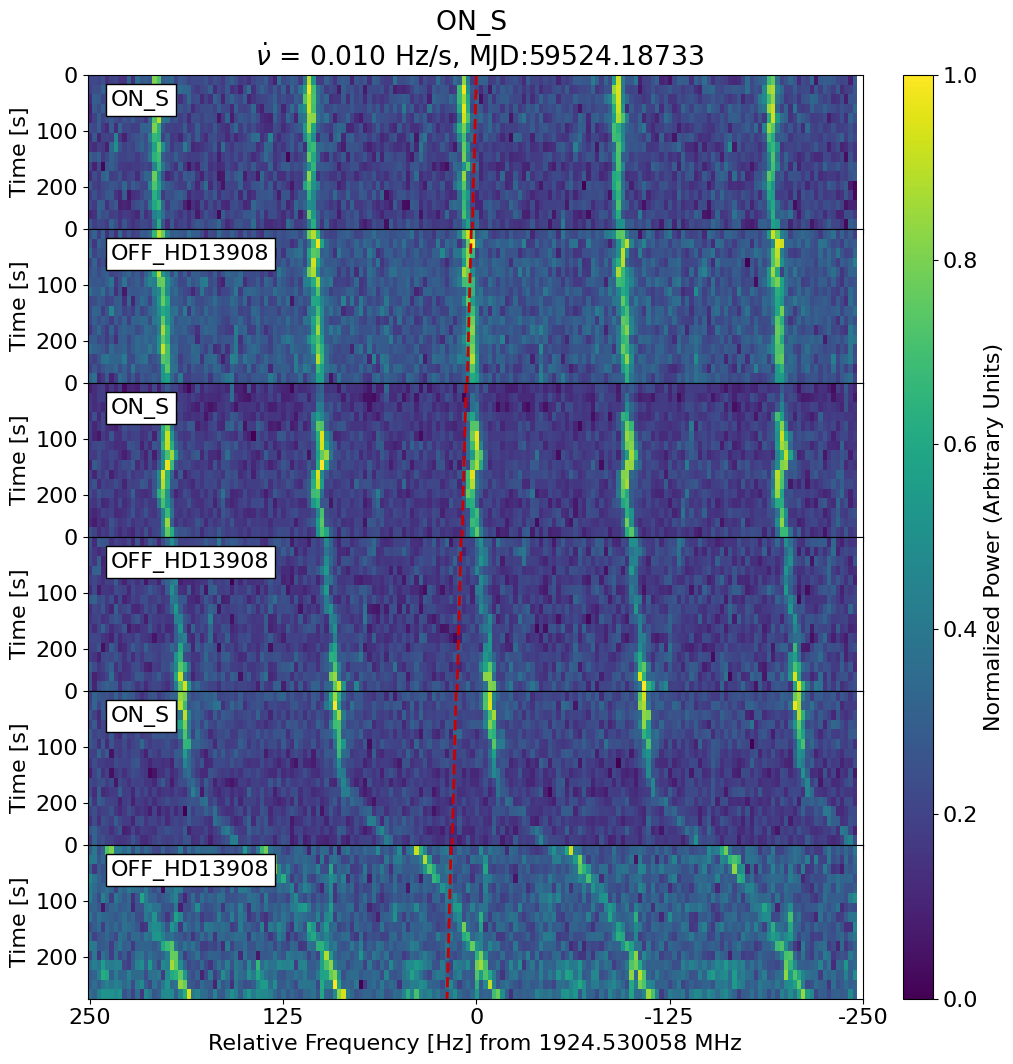 ON_S
ν̇ = 0.010 Hz/s, MJD:59524.18733
0
100
200
Time [s]
ON_S
0
100
200
Time [s]
OFF_HD13908
0
100
200
Time [s]
ON_S
0
100
200
Time [s]
OFF_HD13908
0
100
200
Time [s]
ON_S
0
100
200
Time [s]
OFF_HD13908
250 125 0 -125 -250
Relative Frequency [Hz] from 1924.530058 MHz
1.0
0.8
0.6
0.4
0.2
0.0
Normalized Power (Arbitrary Units)